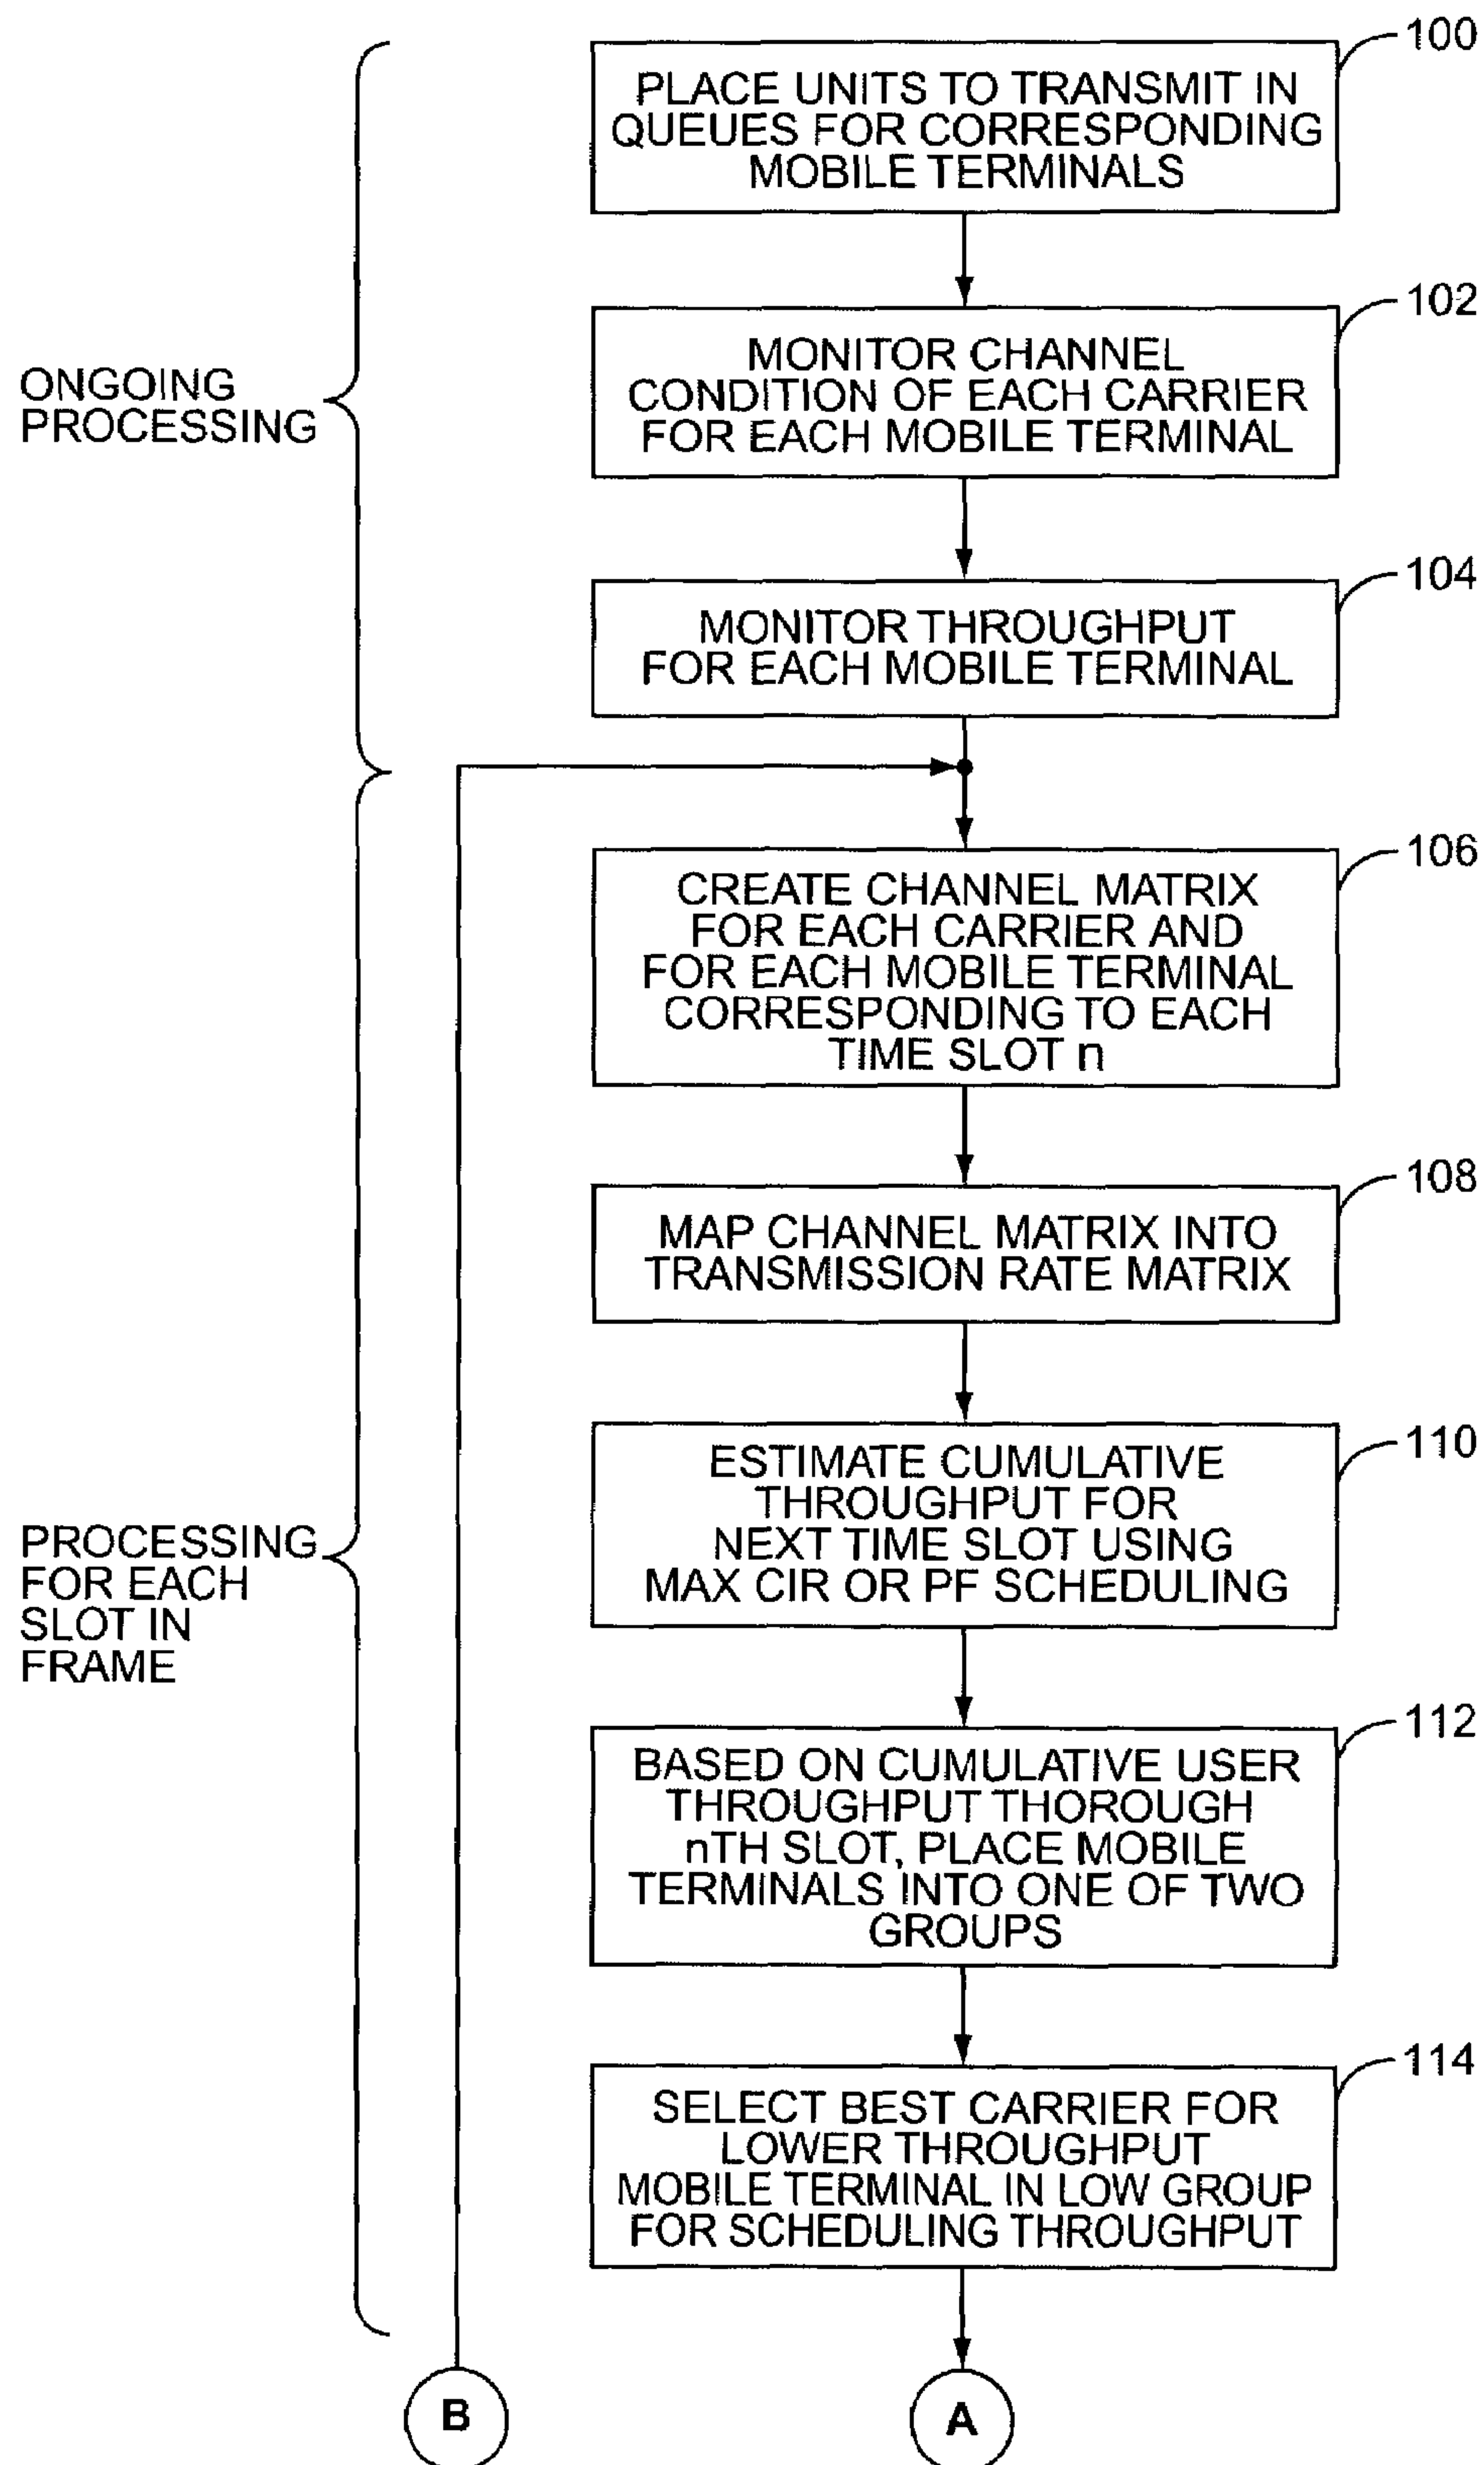 100
PLACE UNITS TO TRANSMIT IN
QUEUES FOR CORRESPONDING
MOBILE TERMINALS
102
MONITOR CHANNEL
CONDITION OF EACH CARRIER
FOR EACH MOBILE TERMINAL
ONGOING
PROCESSING
104
MONITOR THROUGHPUT
FOR EACH MOBILE TERMINAL
106
CREATE CHANNEL MATRIX
FOR EACH CARRIER AND
FOR EACH MOBILE TERMINAL
CORRESPONDING TO EACH
TIME SLOT n
108
MAP CHANNEL MATRIX INTO
TRANSMISSION RATE MATRIX
110
ESTIMATE CUMULATIVE
THROUGHPUT FOR
NEXT TIME SLOT USING
MAX CIR OR PF SCHEDULING
PROCESSING
FOR EACH
SLOT IN
FRAME
112
BASED ON CUMULATIVE USER
THROUGHPUT THOROUGH
nTH SLOT, PLACE MOBILE
TERMINALS INTO ONE OF TWO
GROUPS
114
SELECT BEST CARRIER FOR
LOWER THROUGHPUT
MOBILE TERMINAL IN LOW GROUP
FOR SCHEDULING THROUGHPUT
B
A